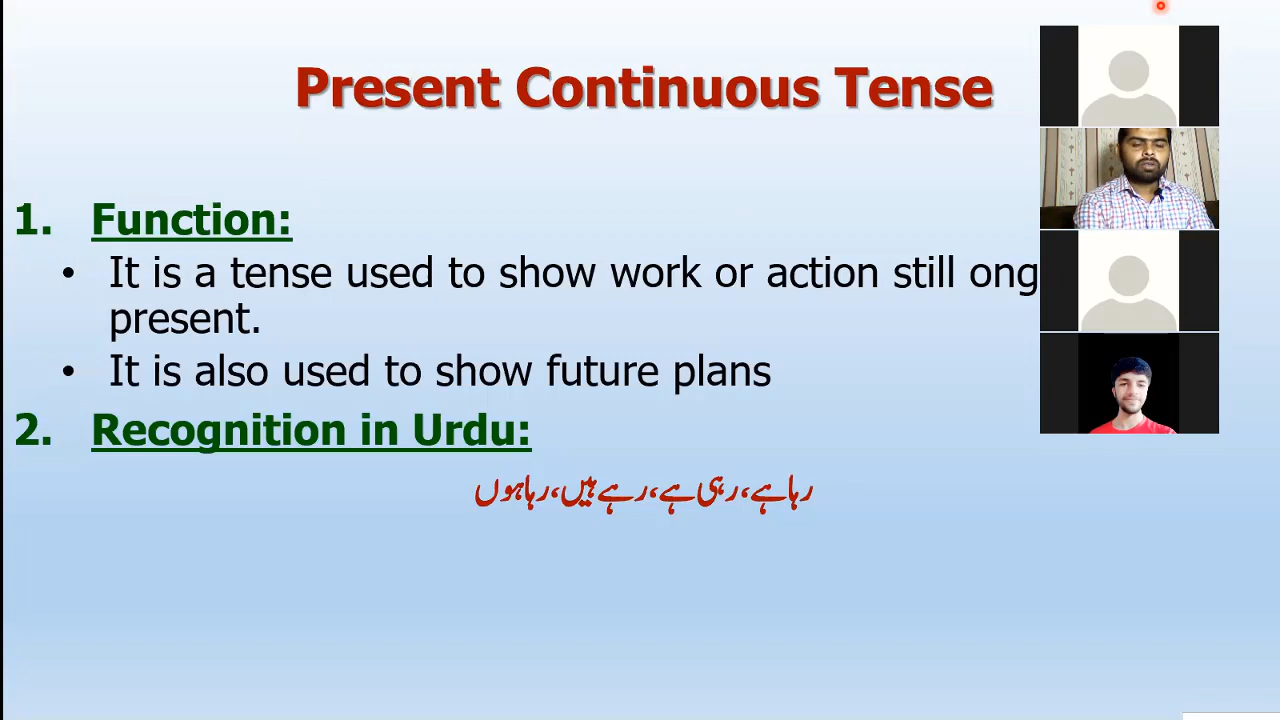 Present Continuous Tense
1. Function:
• It is a tense used to show work or action still ong
present.
• It is also used to show future plans
2. Recognition in Urdu:
رہا ہے، رہی ہے، رہے ہیں، رہا ہوں